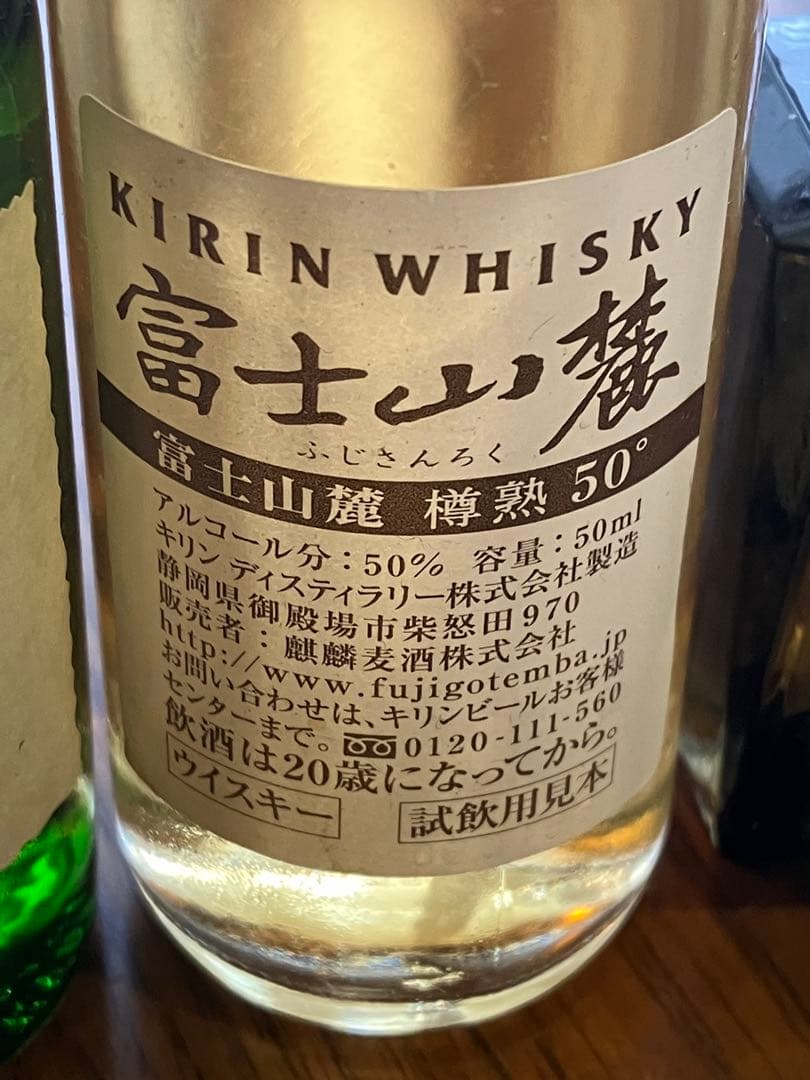 KIRIN WHISKY
富士山麓
ふじさんろく
富士山麓 樽熟 50°
アルコール分：50% 容量：50ml
キリン ディスティラリー株式会社製造
静岡県御殿場市柴怒田970
販売者：麒麟麦酒株式会社
http://www.fujigotemba.jp
お問い合わせは、キリンビールお客様
センターまで。0120-111-560
飲酒は20歳になってから。
ウイスキー 試飲用見本